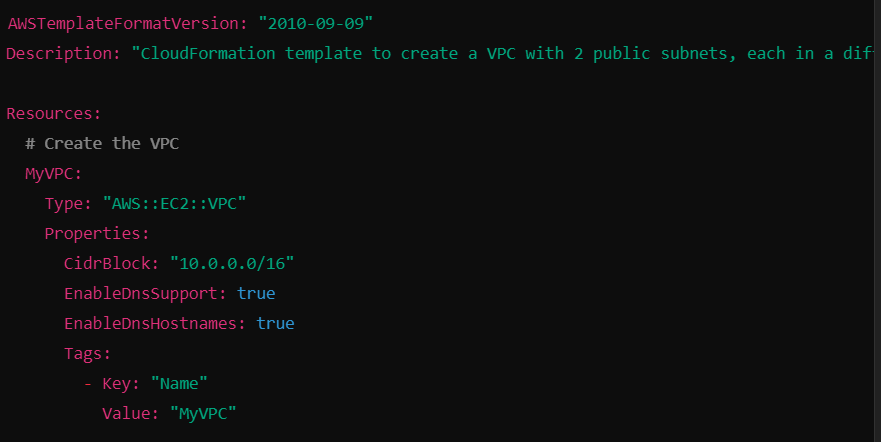 AWSTemplateFormatVersion: "2010-09-09"
Description: "CloudFormation template to create a VPC with 2 public subnets, each in a
Resources:
# Create the VPC
MyVPC:
Type: "AWS::EC2::VPC"
Properties:
CidrBlock: "10.0.0.0/16"
EnableDnsSupport: true
EnableDnsHostnames: true
Tags:
- Key: "Name"
Value: "MyVPC"